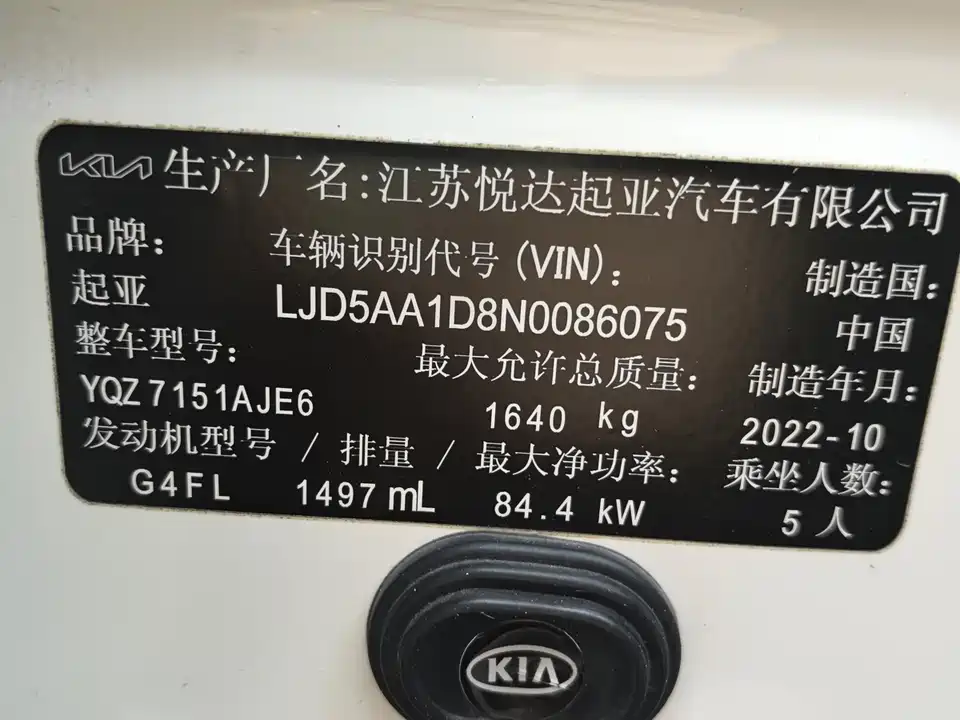 KIA 生产厂名:江苏悦达起亚汽车有限公司
品牌: 车辆识别代号 (VIN): 制造国:
起亚 LJD5AA1D8N0086075 中国
整车型号: 最大允许总质量: 制造年月:
YQZ7151AJE6 1640 kg 2022-10
发动机型号 / 排量 / 最大净功率: 乘坐人数:
G4FL 1497 mL 84.4 kW 5 人
KIA